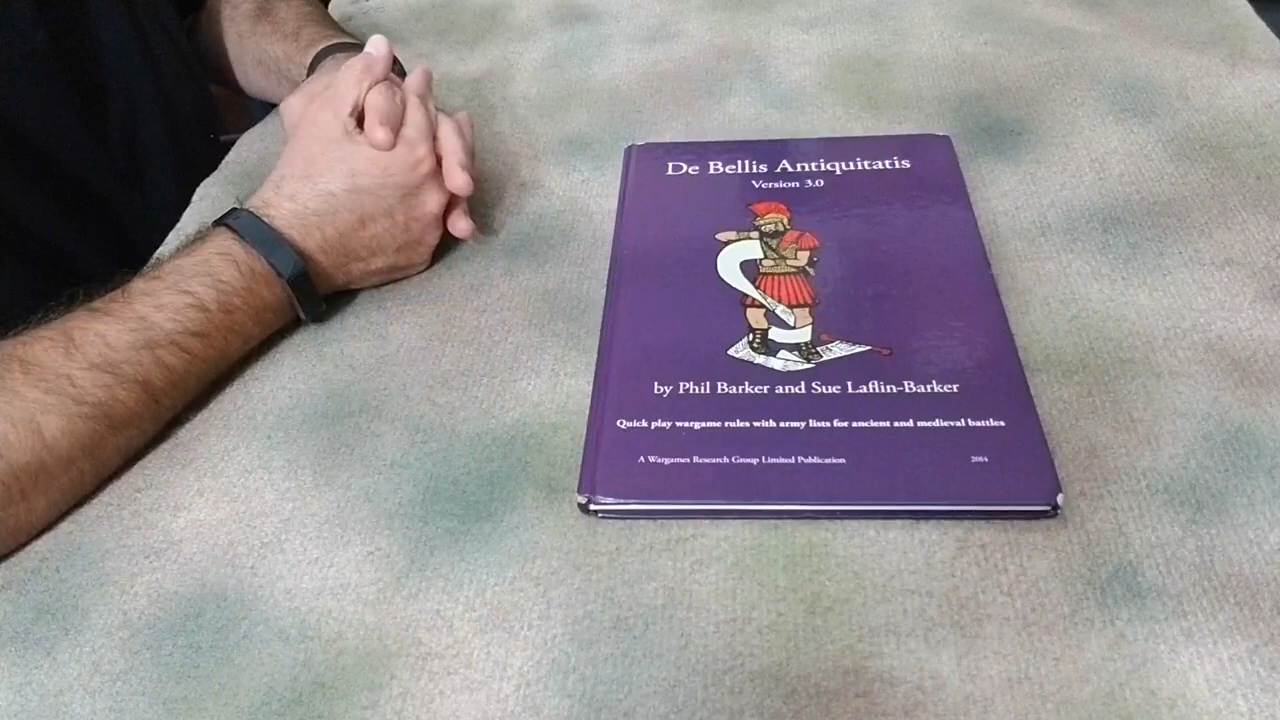 De Bellis Antiquitatis
Version 3.0
by Phil Barker and Sue Laflin-Barker
Quick play wargame rules with army lists for ancient and medieval battles
A Wargames Research Group Limited Publication 2014